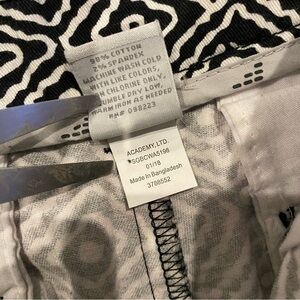 98% COTTON
2% SPANDEX
MACHINE WASH COLD
WITH LIKE COLORS,
CHLORINE ONLY,
TUMBLE DRY LOW,
WARM IRON AS NEEDED
RN# 098223
ACADEMY, LTD.
*SGBCWA5198
01/18
Made in Bangladesh
3788552